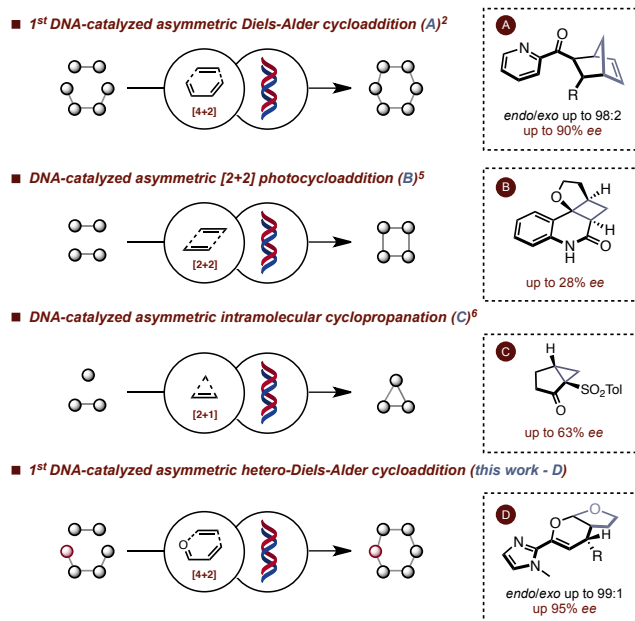 1st DNA-catalyzed asymmetric Diels-Alder cycloaddition (A)2
[4+2]
A
N
O
R
endo/exo up to 98:2
up to 90% ee
DNA-catalyzed asymmetric [2+2] photocycloaddition (B)5
[2+2]
B
O
H
H
N
H
O
up to 28% ee
DNA-catalyzed asymmetric intramolecular cyclopropanation (C)6
[2+1]
C
H
SO2Tol
O
up to 63% ee
1st DNA-catalyzed asymmetric hetero-Diels-Alder cycloaddition (this work - D)
O
[4+2]
D
O
O
H
N
N
R
endo/exo up to 99:1
up 95% ee